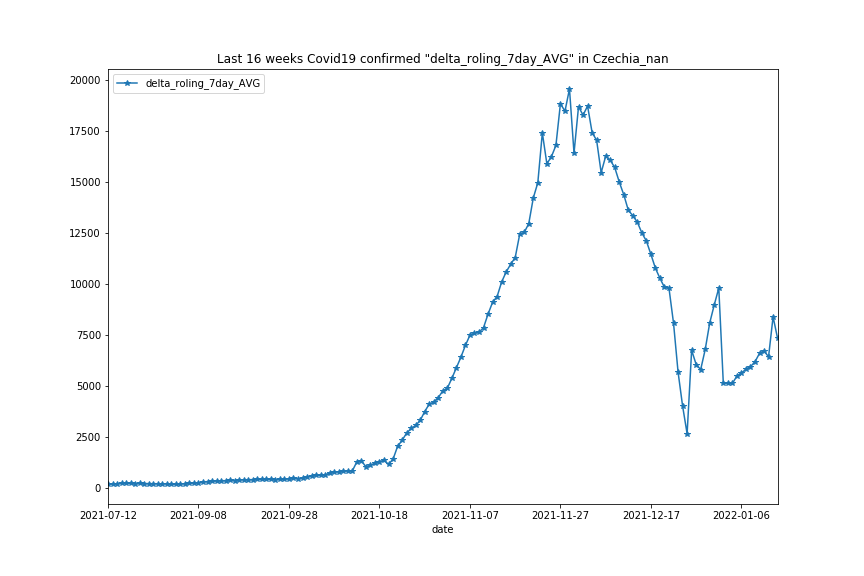 Last 16 weeks Covid19 confirmed "delta_roling_7day_AVG" in Czechia_nan
delta_roling_7day_AVG
20000
17500
15000
12500
10000
7500
5000
2500
0
2021-07-12 2021-09-08 2021-09-28 2021-10-18 2021-11-07 2021-11-27 2021-12-17 2022-01-06
date